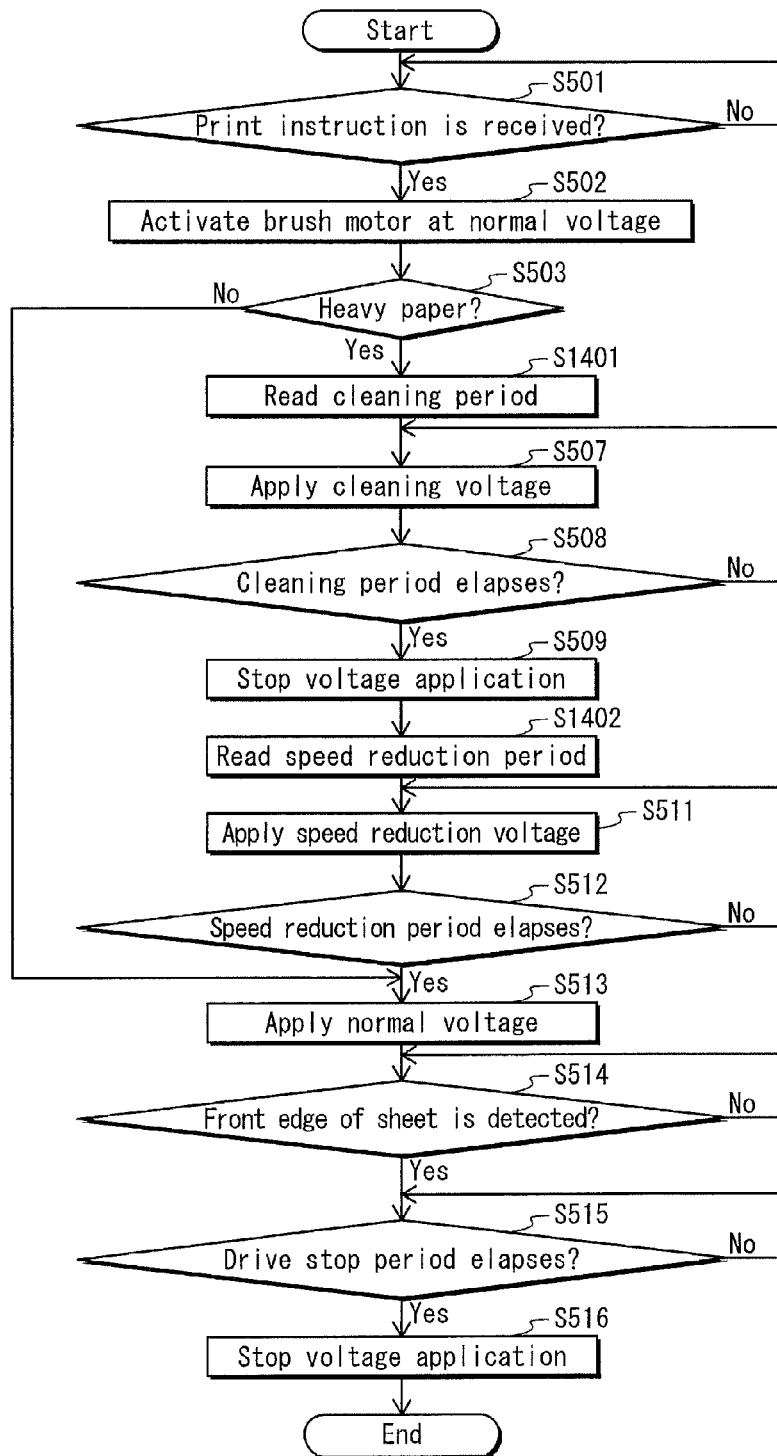 Start
S501
Print instruction is received?
No
Yes
S502
Activate brush motor at normal voltage
S503
No
Heavy paper?
Yes
S1401
Read cleaning period
S507
Apply cleaning voltage
S508
Cleaning period elapses?
No
Yes
S509
Stop voltage application
S1402
Read speed reduction period
S511
Apply speed reduction voltage
S512
Speed reduction period elapses?
No
Yes
S513
Apply normal voltage
S514
Front edge of sheet is detected?
No
Yes
S515
Drive stop period elapses?
No
Yes
S516
Stop voltage application
End